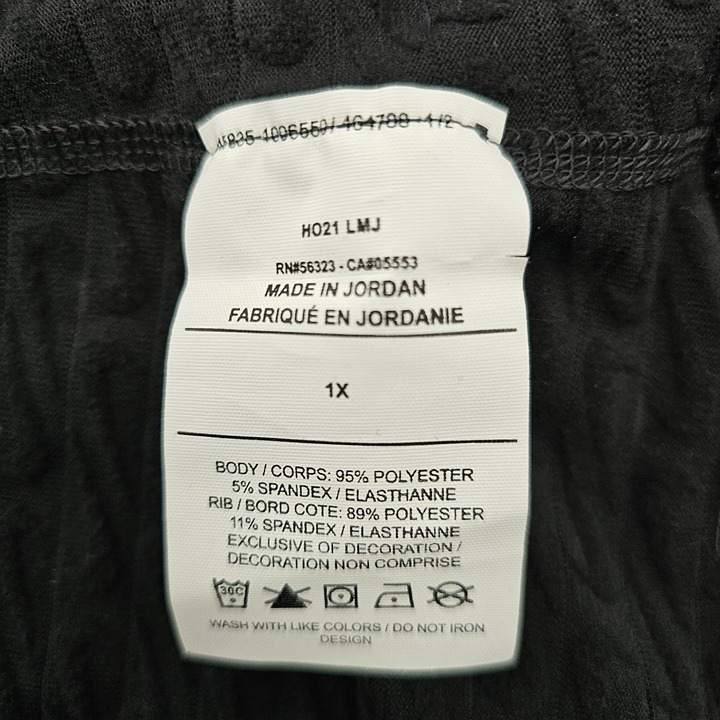 HO21 LMJ
RN#56323 - CA#05553
MADE IN JORDAN
FABRIQUÉ EN JORDANIE
1X
BODY / CORPS: 95% POLYESTER
5% SPANDEX / ELASTHANNE
RIB / BORD COTE: 89% POLYESTER
11% SPANDEX / ELASTHANNE
EXCLUSIVE OF DECORATION /
DECORATION NON COMPRISE
30C
WASH WITH LIKE COLORS / DO NOT IRON
DESIGN